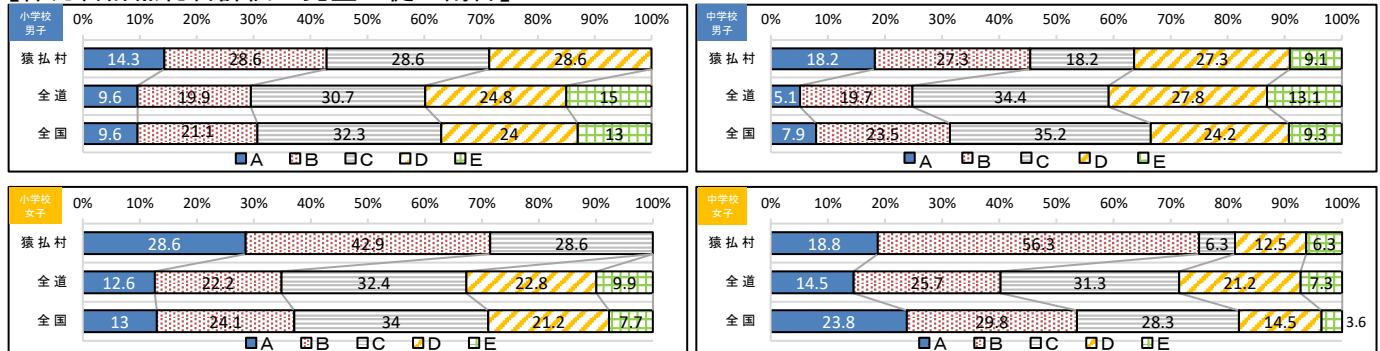 小学校
男子
0% 10% 20% 30% 40% 50% 60% 70% 80% 90% 100%
猿払村 14.3 28.6 28.6 28.6
全道 9.6 19.9 30.7 24.8 15
全国 9.6 21.1 32.3 24 13
A B C D E
中学校
男子
0% 10% 20% 30% 40% 50% 60% 70% 80% 90% 100%
猿払村 18.2 27.3 18.2 27.3 9.1
全道 5.1 19.7 34.4 27.8 13.1
全国 7.9 23.5 35.2 24.2 9.3
A B C D E
小学校
女子
0% 10% 20% 30% 40% 50% 60% 70% 80% 90% 100%
猿払村 28.6 42.9 28.6
全道 12.6 22.2 32.4 22.8 9.9
全国 13 24.1 34 21.2 7.7
A B C D E
中学校
女子
0% 10% 20% 30% 40% 50% 60% 70% 80% 90% 100%
猿払村 18.8 56.3 6.3 12.5 6.3
全道 14.5 25.7 31.3 21.2 7.3
全国 23.8 29.8 28.3 14.5 3.6
A B C D E